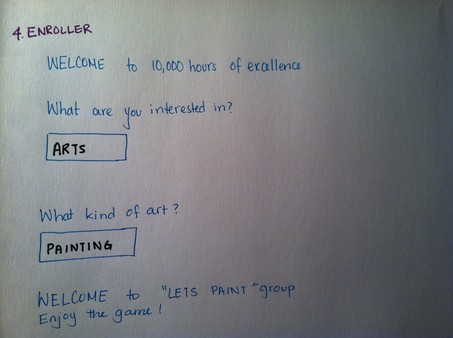 4. ENROLLER
WELCOME to 10,000 hours of excellence
What are you interested in?
ARTS
What kind of art?
PAINTING
WELCOME to "LETS PAINT" group
Enjoy the game!